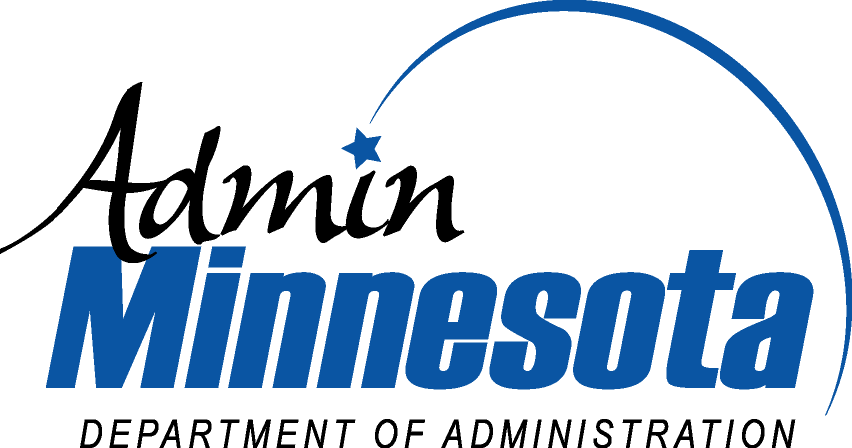 Admin
Minnesota
DEPARTMENT OF ADMINISTRATION